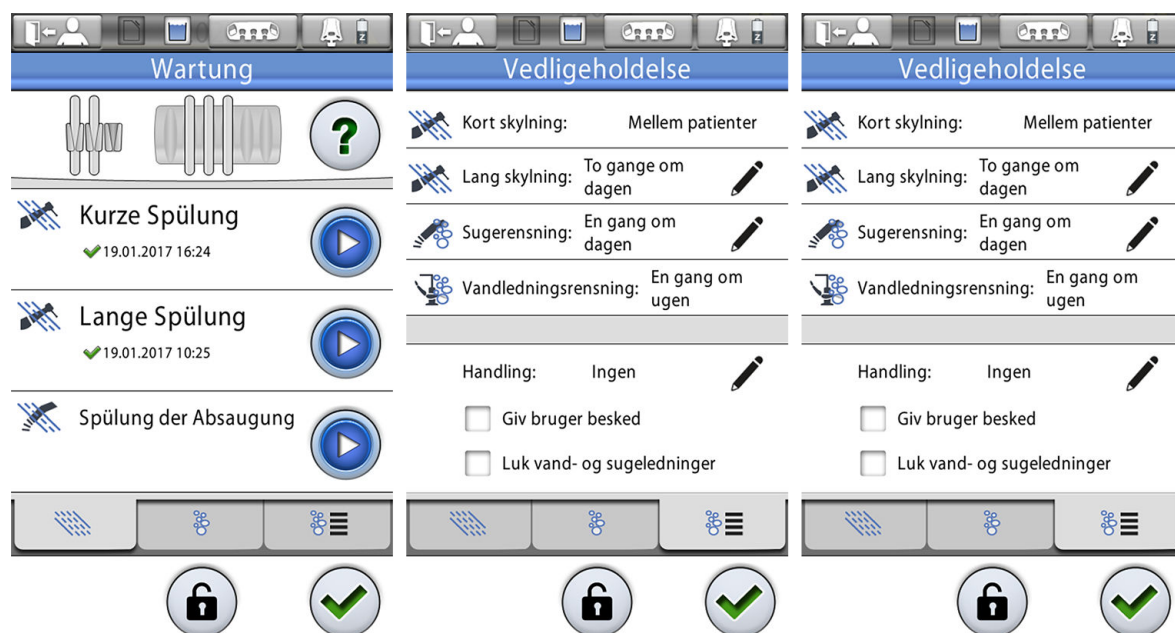 Wartung
?
Kurze Spülung
19.01.2017 16:24
Lange Spülung
19.01.2017 10:25
Spülung der Absaugung
Z
Vedligeholdelse
Kort skylning: Mellem patienter
Lang skylning: To gange om
dagen
Sugerensning: En gang om
dagen
Vandledningsrensning: En gang om
ugen
Handling: Ingen
Giv bruger besked
Luk vand- og sugeledninger
Z
Vedligeholdelse
Kort skylning: Mellem patienter
Lang skylning: To gange om
dagen
Sugerensning: En gang om
dagen
Vandledningsrensning: En gang om
ugen
Handling: Ingen
Giv bruger besked
Luk vand- og sugeledninger
Z